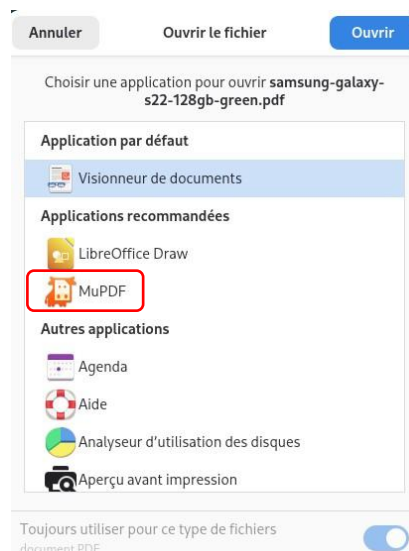 Annuler Ouvrir le fichier Ouvrir
Choisir une application pour ouvrir samsung-galaxy-
s22-128gb-green.pdf
Application par défaut
Visionneur de documents
Applications recommandées
LibreOffice Draw
MuPDF
Autres applications
Agenda
Aide
Analyseur d'utilisation des disques
Aperçu avant impression
Toujours utiliser pour ce type de fichiers
document PDF